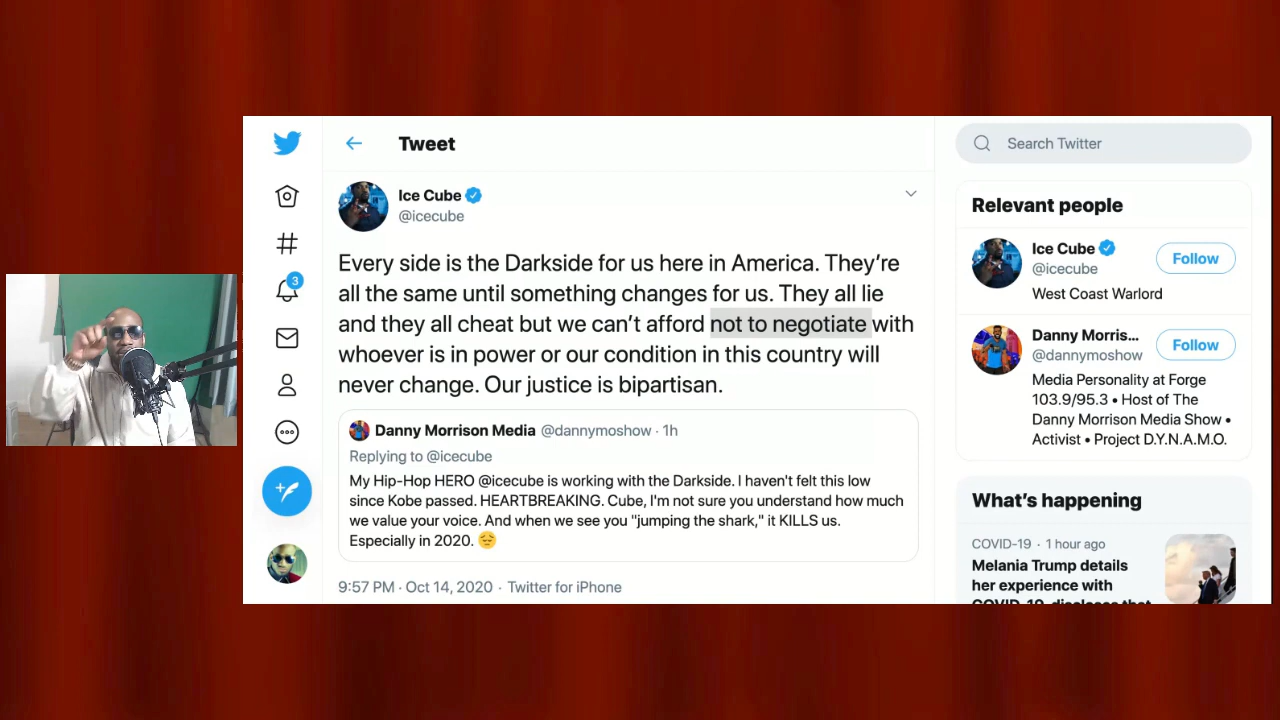 Tweet
Search Twitter
Ice Cube
@icecube
Every side is the Darkside for us here in America. They’re
all the same until something changes for us. They all lie
and they all cheat but we can’t afford not to negotiate with
whoever is in power or our condition in this country will
never change. Our justice is bipartisan.
Danny Morrison Media @dannymoshow · 1h
Replying to @icecube
My Hip-Hop HERO @icecube is working with the Darkside. I haven't felt this low
since Kobe passed. HEARTBREAKING. Cube, I'm not sure you understand how much
we value your voice. And when we see you "jumping the shark," it KILLS us.
Especially in 2020. 😔
9:57 PM · Oct 14, 2020 · Twitter for iPhone
3
Relevant people
Ice Cube
@icecube
Follow
West Coast Warlord
Danny Morris...
@dannymoshow
Follow
Media Personality at Forge
103.9/95.3 • Host of The
Danny Morrison Media Show •
Activist • Project D.Y.N.A.M.O.
What’s happening
COVID-19 · 1 hour ago
Melania Trump details
her experience with
COVID-19, discloses that